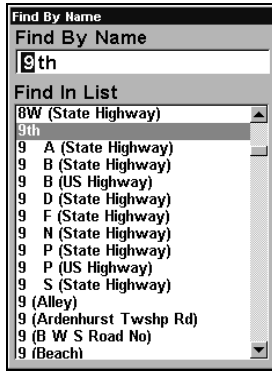 Find By Name
Find By Name
9th
Find In List
8W (State Highway)
9th
9 A (State Highway)
9 B (State Highway)
9 B (US Highway)
9 D (State Highway)
9 F (State Highway)
9 N (State Highway)
9 P (State Highway)
9 P (US Highway)
9 S (State Highway)
9 (Alley)
9 (Ardenhurst Twshp Rd)
9 (B W S Road No)
9 (Beach)